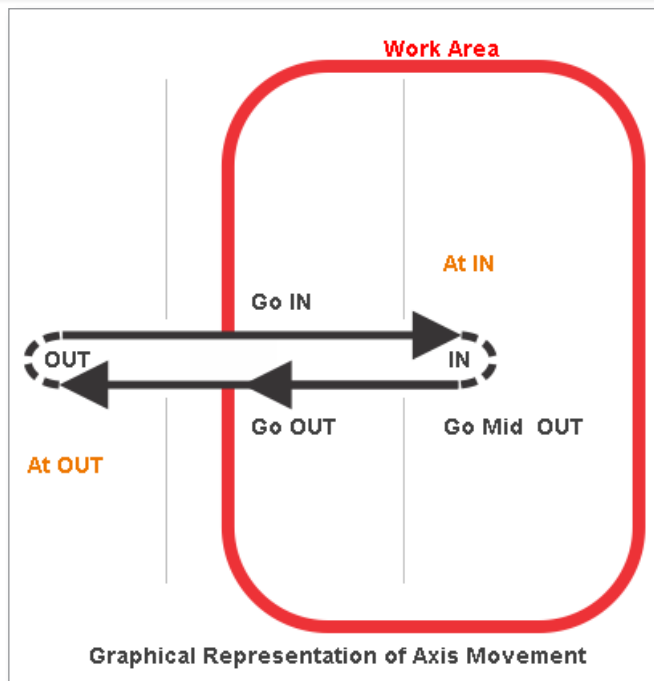 Work Area
At IN
Go IN
OUT
IN
Go OUT
Go Mid  OUT
At OUT
Graphical Representation of Axis Movement